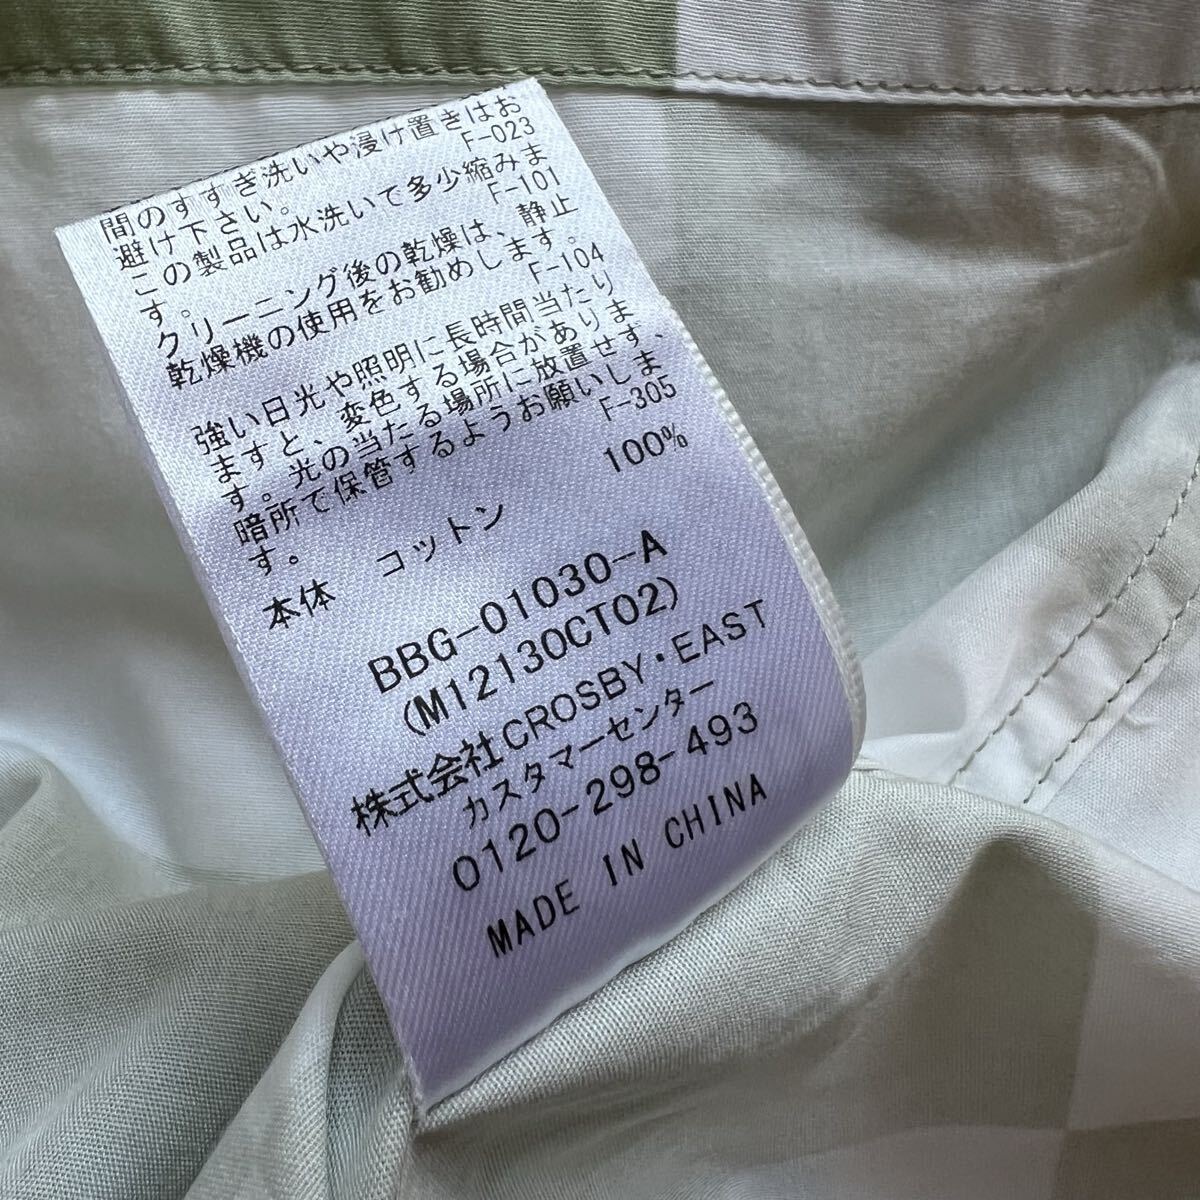 間のすすぎ洗いや浸け置きはお
避け下さい。 F-023
この製品は水洗いで多少縮みま
す。 F-101
クリーニング後の乾燥は、静止
乾燥機の使用をお勧めします。
F-104
強い日光や照明に長時間当たり
ますと、変色する場合がありま
す。光の当たる場所に放置せず、
暗所で保管するようお願いしま
す。 F-305
本体 コットン 100%
BBG-01030-A
(M12130CT02)
株式会社CROSBY・EAST
カスタマーセンター
0120-298-493
MADE IN CHINA